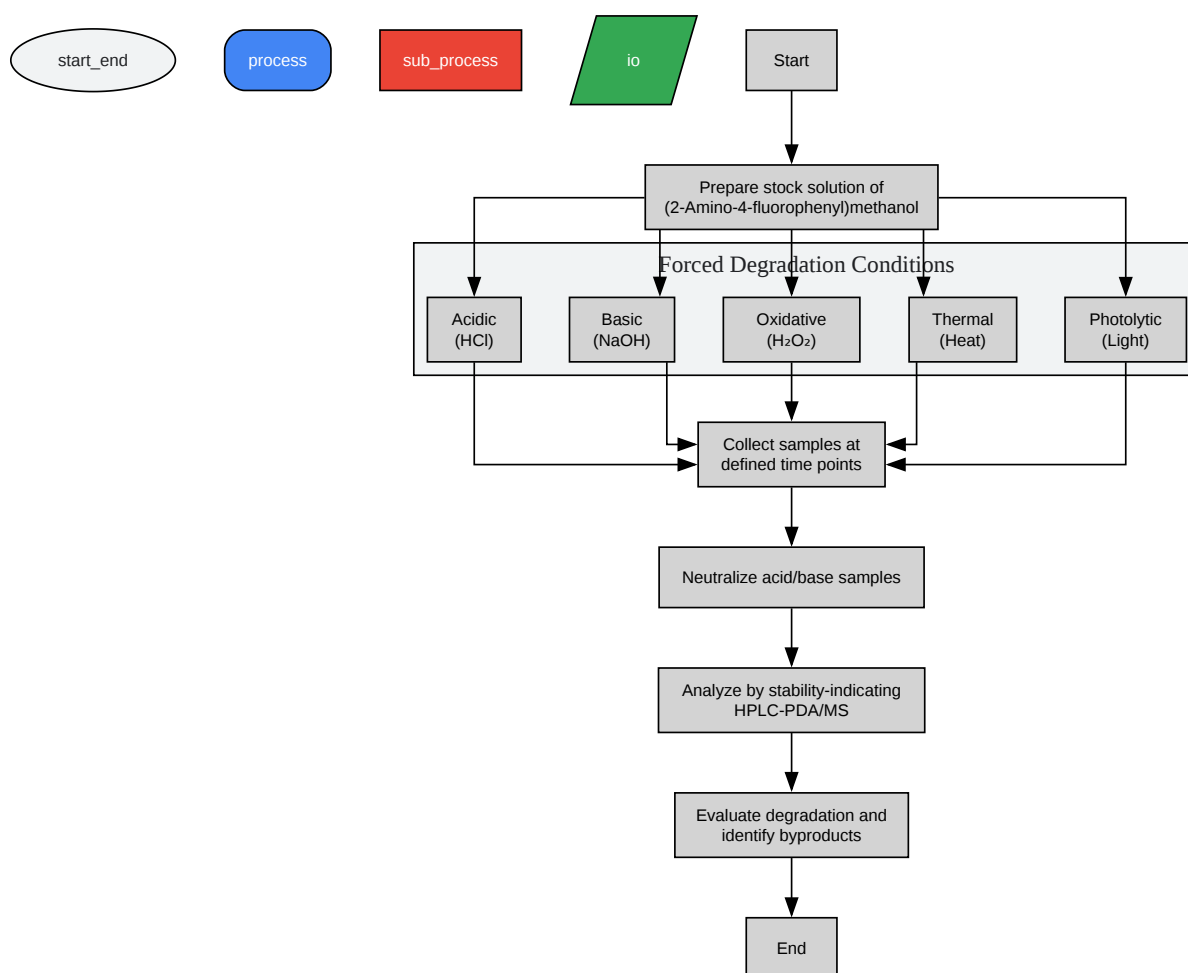 start_end
process
sub_process
io
Start
Prepare stock solution of
(2-Amino-4-fluorophenyl)methanol
Forced Degradation Conditions
Acidic
(HCl)
Basic
(NaOH)
Oxidative
(H₂O₂)
Thermal
(Heat)
Photolytic
(Light)
Collect samples at
defined time points
Neutralize acid/base samples
Analyze by stability-indicating
HPLC-PDA/MS
Evaluate degradation and
identify byproducts
End